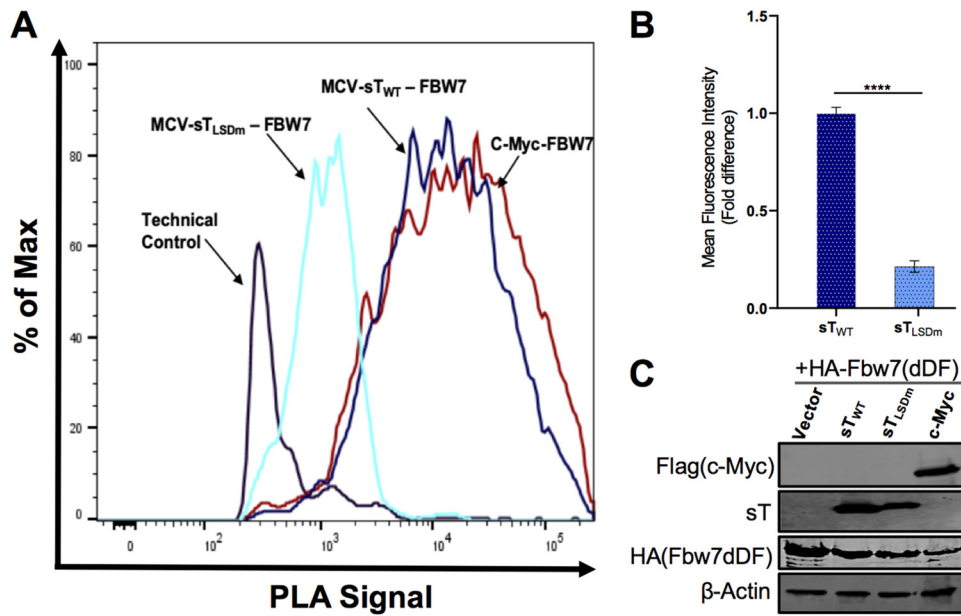 A
% of Max
100
80
60
40
20
0
MCV-sTWT – FBW7
MCV-sTLSDm – FBW7
C-Myc-FBW7
Technical
Control
0
10²
10³
10⁴
10⁵
PLA Signal
B
Mean Fluorescence Intensity
(Fold difference)
1.5
1.0
0.5
0.0
****
sTWT
sTLSDm
C
+HA-Fbw7(dDF)
Vector
sTWT
sTLSDm
c-Myc
Flag(c-Myc)
sT
HA(Fbw7dDF)
β-Actin